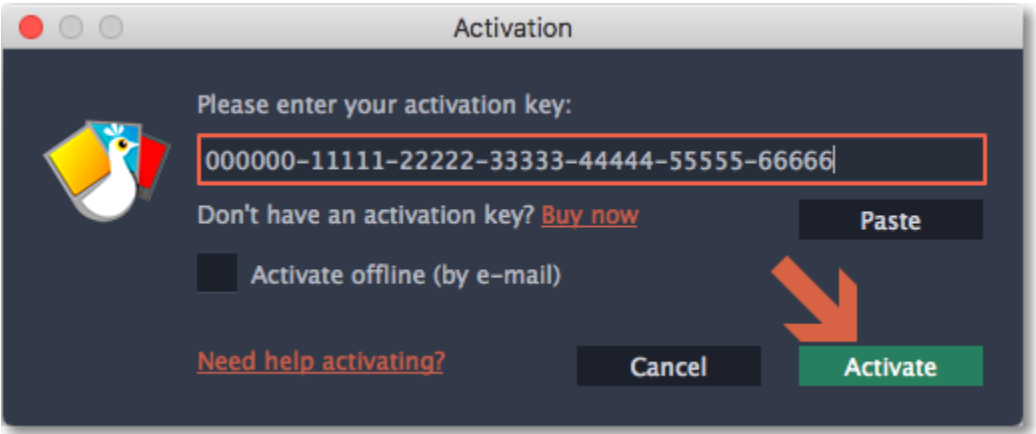 Activation
Please enter your activation key:
000000-11111-22222-33333-44444-55555-66666
Don't have an activation key? Buy now
Paste
Activate offline (by e-mail)
Need help activating?
Cancel
Activate